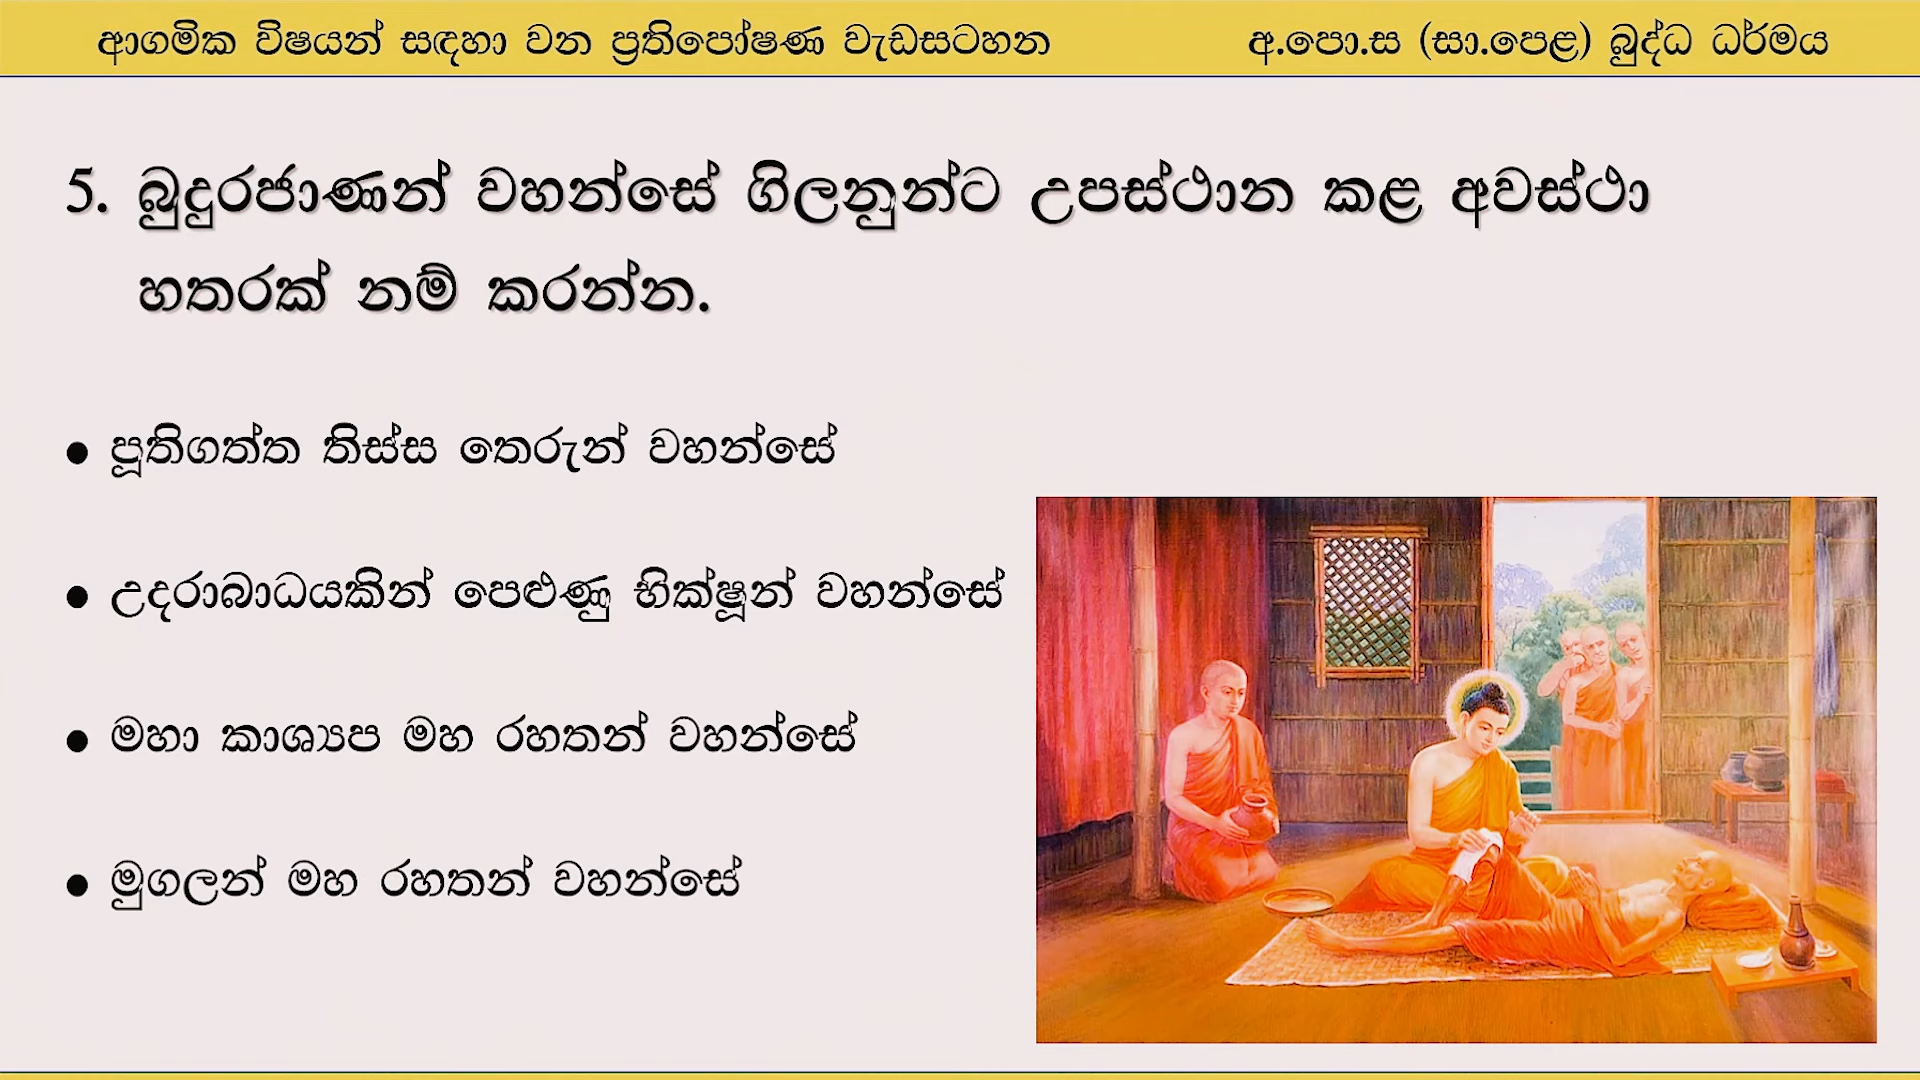 ආගමික විෂයන් සඳහා වන ප්‍රතිපෝෂණ වැඩසටහන
අ.පො.ස (සා.පෙළ) බුද්ධ ධර්මය
5. බුදුරජාණන් වහන්සේ ගිලනුන්ට උපස්ථාන කළ අවස්ථා
හතරක් නම් කරන්න.
• පූතිගත්ත තිස්ස තෙරුන් වහන්සේ
• උදරාබාධයකින් පෙළුණු භික්ෂූන් වහන්සේ
• මහා කාශ්‍යප මහ රහතන් වහන්සේ
• මුගලන් මහ රහතන් වහන්සේ